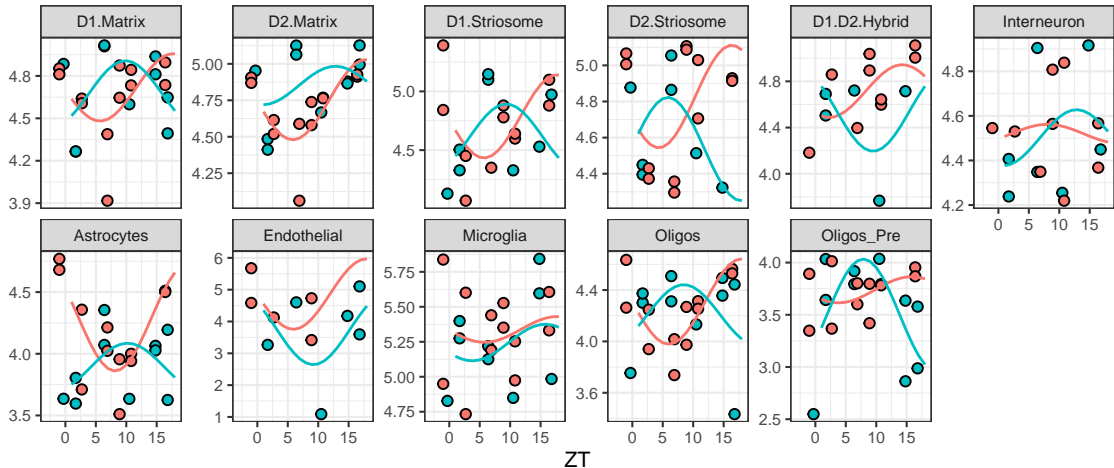 D1.Matrix D2.Matrix D1.Striosome D2.Striosome D1.D2.Hybrid Interneuron
4.8 4.5 4.2 3.9
5.00 4.75 4.50 4.25
5.0 4.5
5.0 4.8 4.6 4.4
4.8 4.4 4.0
4.8 4.6 4.4 4.2
0 5 10 15
Astrocytes Endothelial Microglia Oligos Oligos_Pre
4.5 4.0 3.5
6 5 4 3 2 1
5.75 5.50 5.25 5.00 4.75
4.4 4.0 3.6
4.0 3.5 3.0 2.5
0 5 10 15 0 5 10 15 0 5 10 15 0 5 10 15 0 5 10 15
ZT